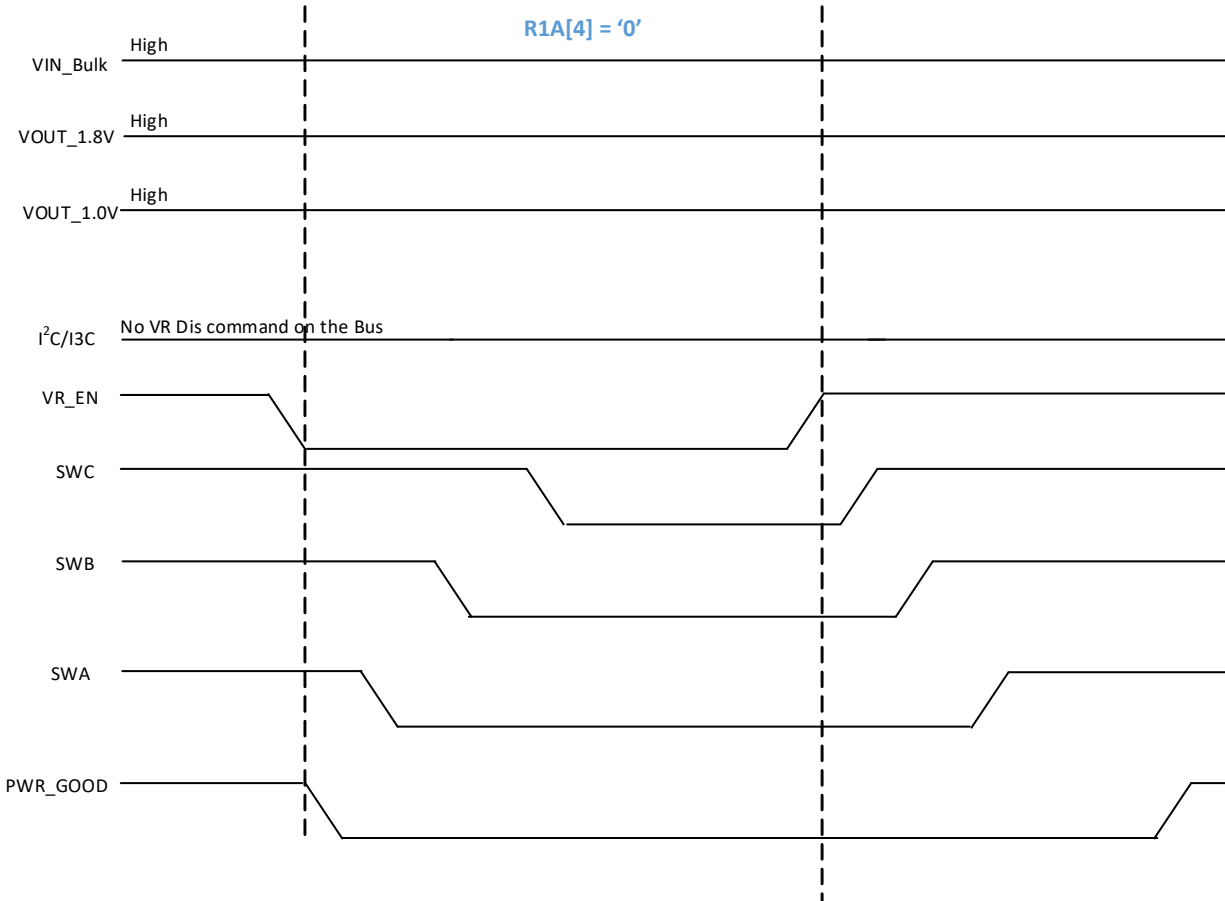 R1A[4] = ‘0’
High
VIN_Bulk
High
VOUT_1.8V
High
VOUT_1.0V
No VR Dis command on the Bus
I²C/I3C
VR_EN
SWC
SWB
SWA
PWR_GOOD